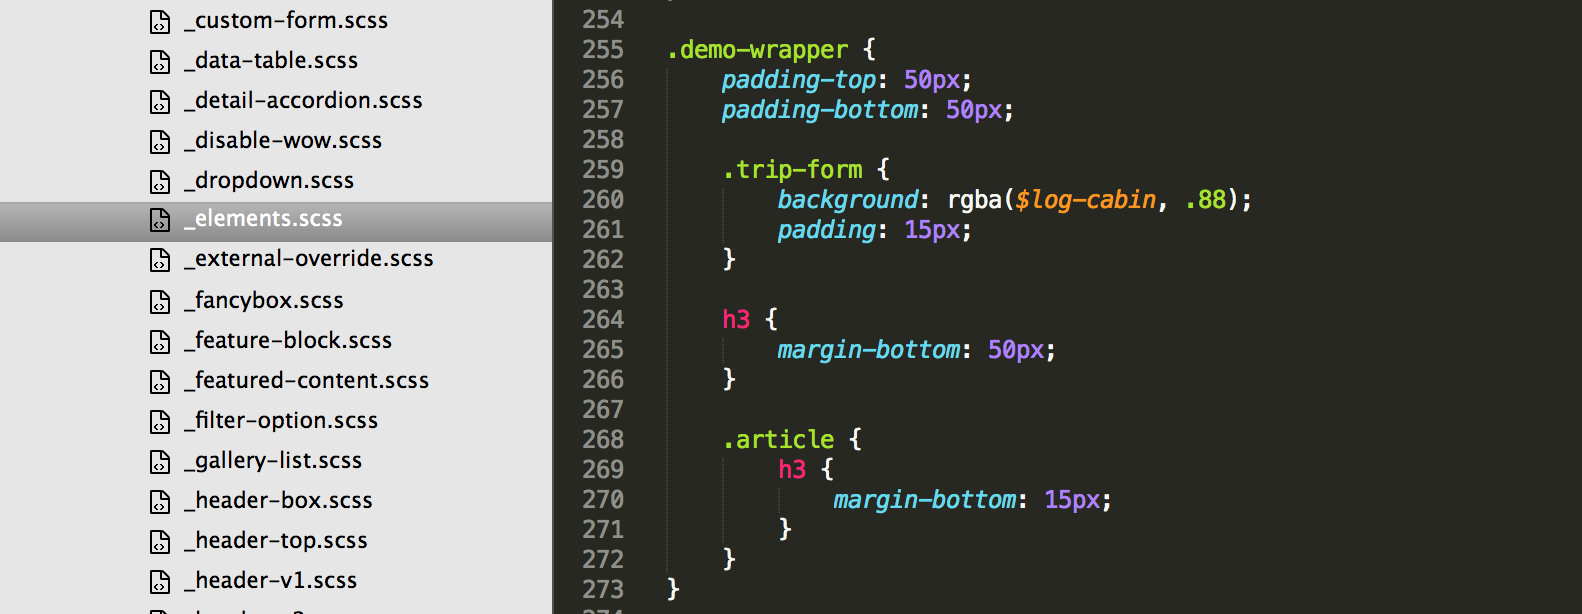 _custom-form.scss
_data-table.scss
_detail-accordion.scss
_disable-wow.scss
_dropdown.scss
_elements.scss
_external-override.scss
_fancybox.scss
_feature-block.scss
_featured-content.scss
_filter-option.scss
_gallery-list.scss
_header-box.scss
_header-top.scss
_header-v1.scss
254
255 .demo-wrapper {
256 padding-top: 50px;
257 padding-bottom: 50px;
258
259 .trip-form {
260 background: rgba($log-cabin, .88);
261 padding: 15px;
262 }
263
264 h3 {
265 margin-bottom: 50px;
266 }
267
268 .article {
269 h3 {
270 margin-bottom: 15px;
271 }
272 }
273 }